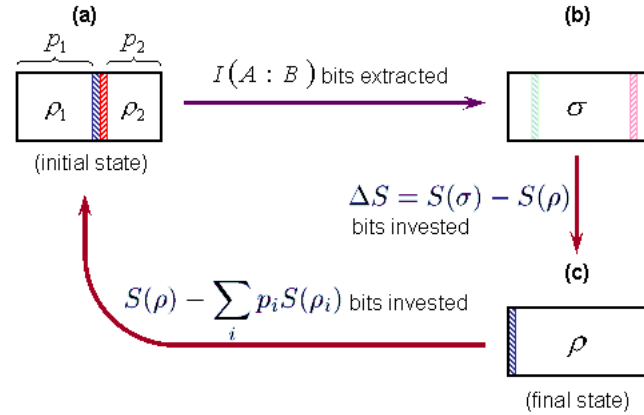 (a)
(b)
p₁ p₂
I(A : B) bits extracted
ρ₁ ρ₂
σ
(initial state)
ΔS = S(σ) − S(ρ)
bits invested
(c)
S(ρ) − ∑ᵢ pᵢS(ρᵢ) bits invested
ρ
(final state)